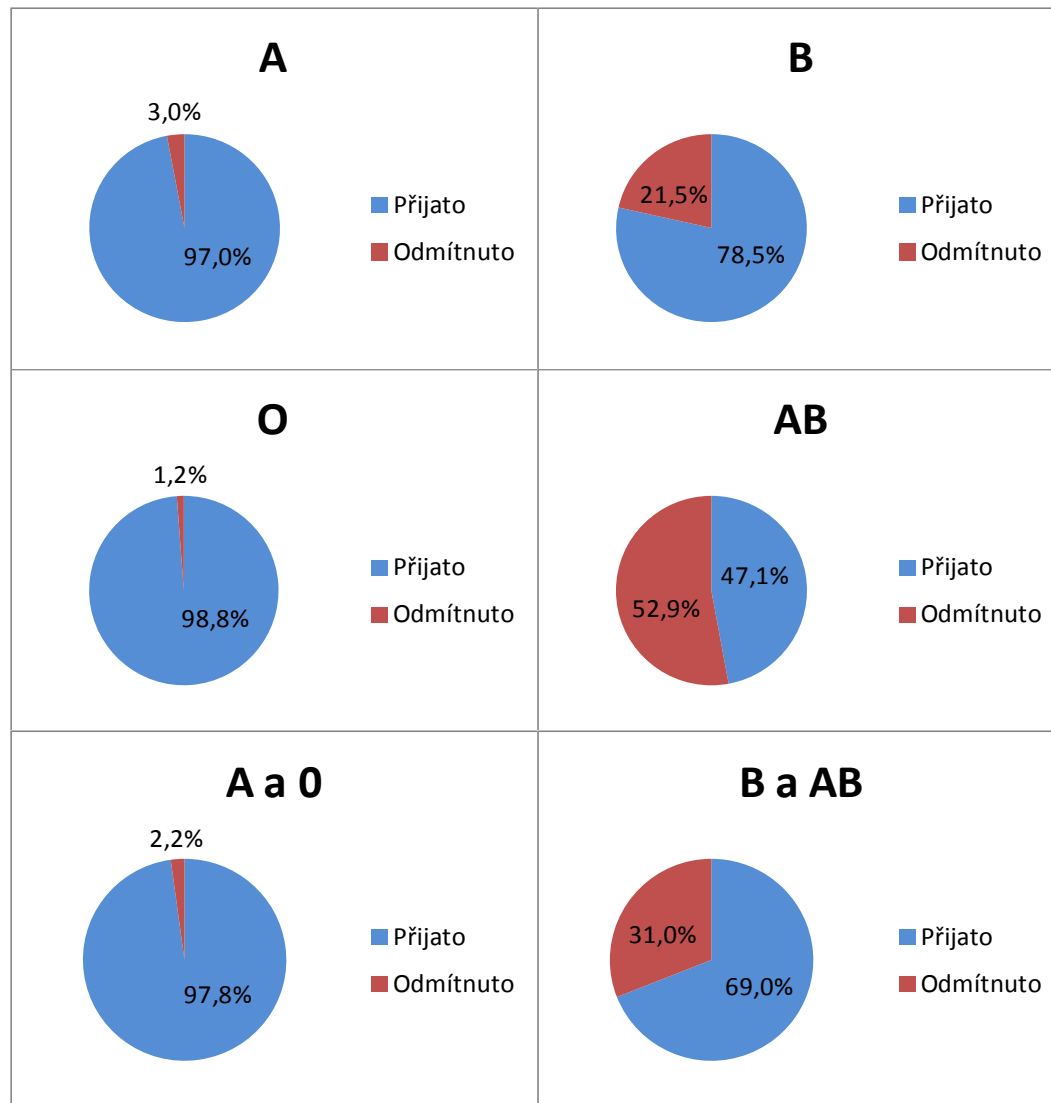 A
3,0%
97,0%
Přijato
Odmítnuto
B
21,5%
78,5%
Přijato
Odmítnuto
O
1,2%
98,8%
Přijato
Odmítnuto
AB
47,1%
52,9%
Přijato
Odmítnuto
A a 0
2,2%
97,8%
Přijato
Odmítnuto
B a AB
31,0%
69,0%
Přijato
Odmítnuto